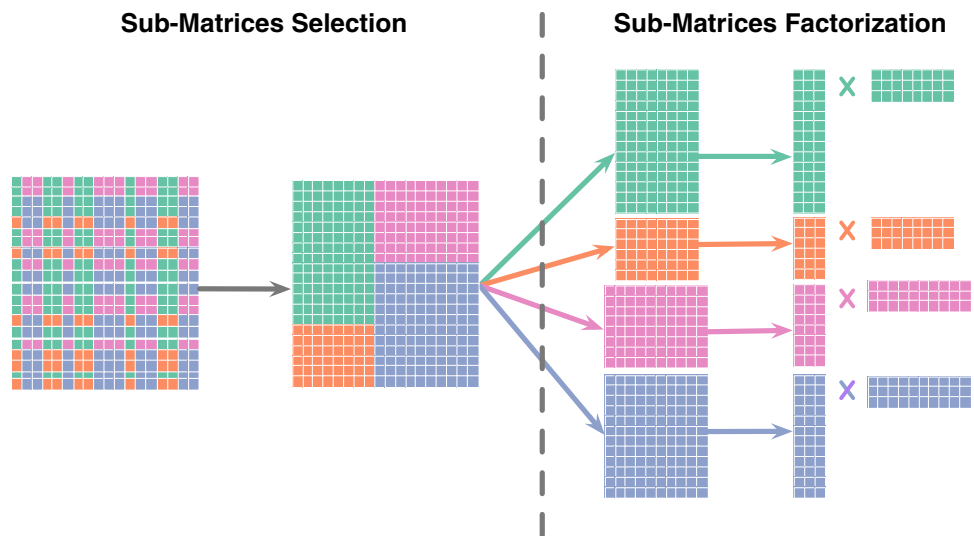 Sub-Matrices Selection
Sub-Matrices Factorization
×
×
×
×